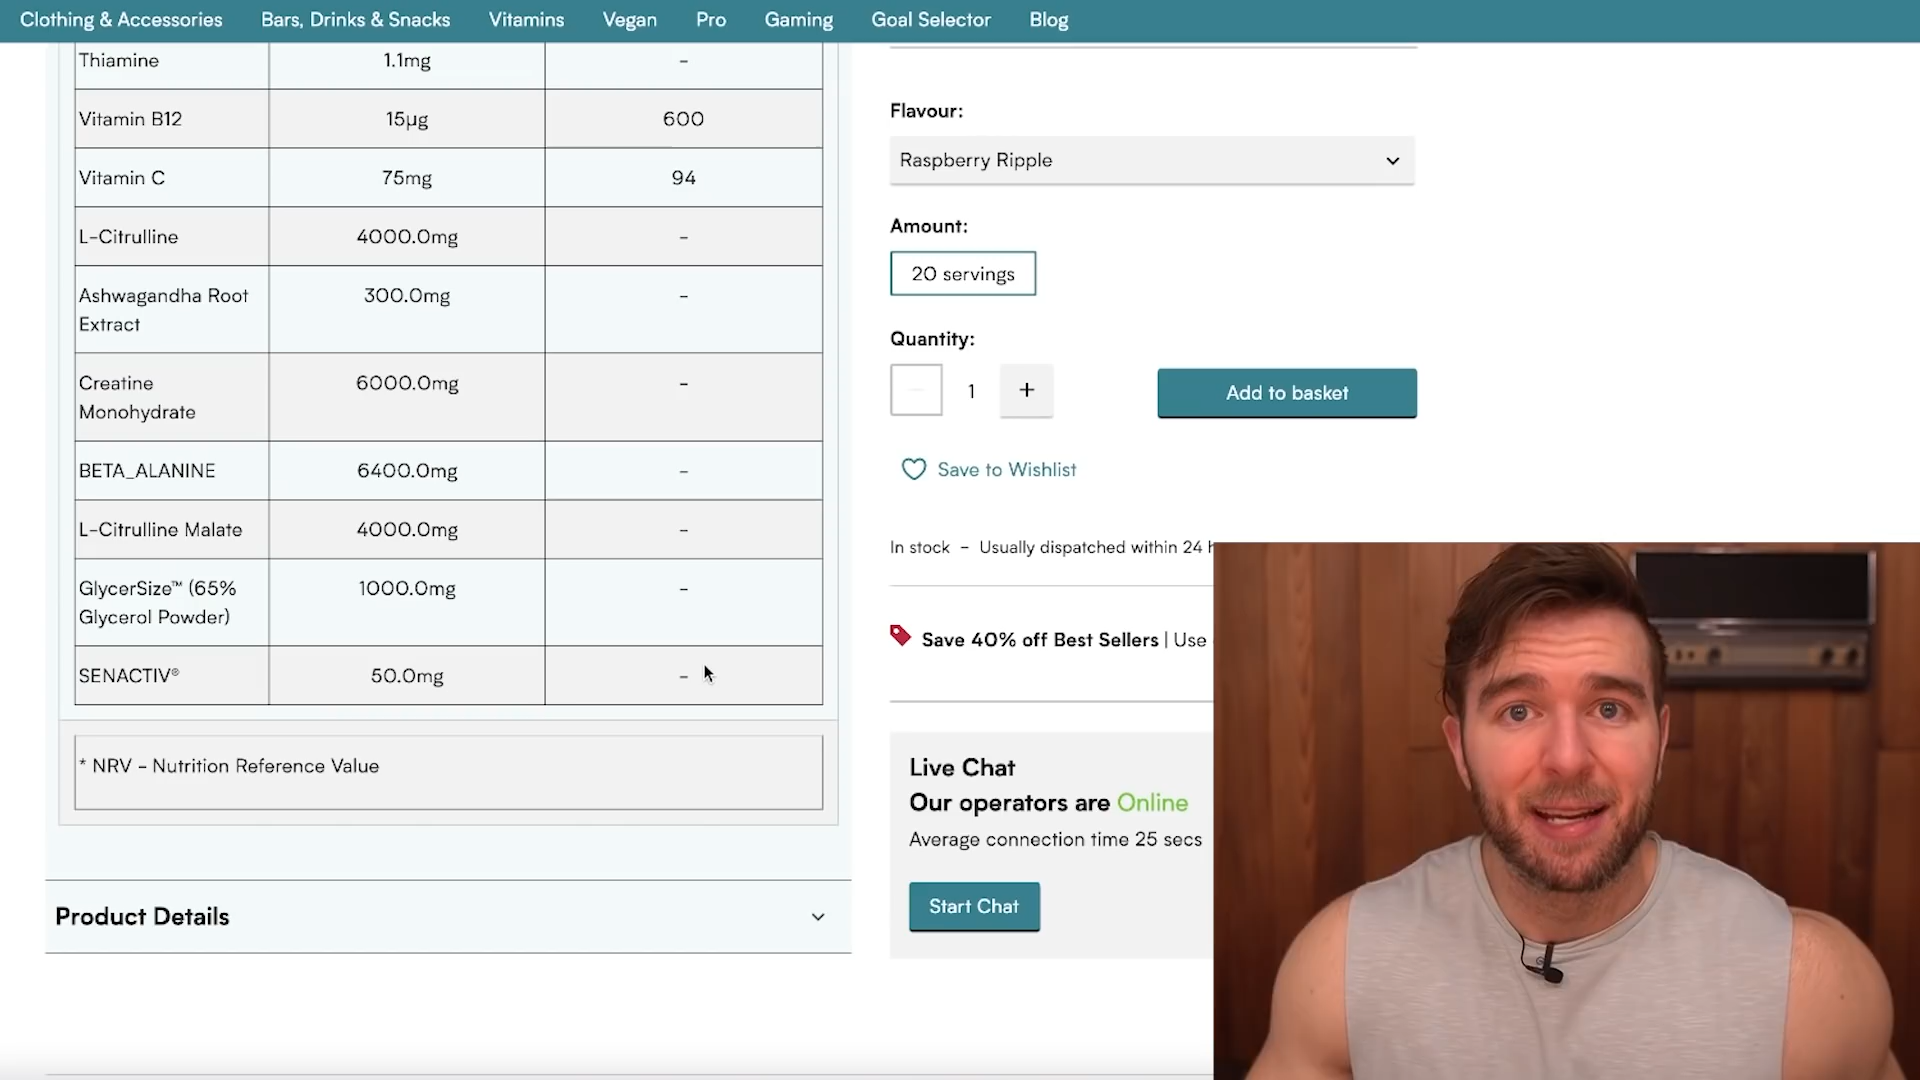 Clothing & Accessories Bars, Drinks & Snacks Vitamins Vegan Pro Gaming Goal Selector Blog
Thiamine 1.1mg -
Vitamin B12 15µg 600
Vitamin C 75mg 94
L-Citrulline 4000.0mg -
Ashwagandha Root 300.0mg -
Extract
Creatine 6000.0mg -
Monohydrate
BETA_ALANINE 6400.0mg -
L-Citrulline Malate 4000.0mg -
GlycerSize™ (65% 1000.0mg -
Glycerol Powder)
SENACTIV® 50.0mg -
* NRV - Nutrition Reference Value
Product Details
Flavour:
Raspberry Ripple
Amount:
20 servings
Quantity:
1 +
Add to basket
Save to Wishlist
In stock - Usually dispatched within 24
Save 40% off Best Sellers | Use
Live Chat
Our operators are Online
Average connection time 25 secs
Start Chat